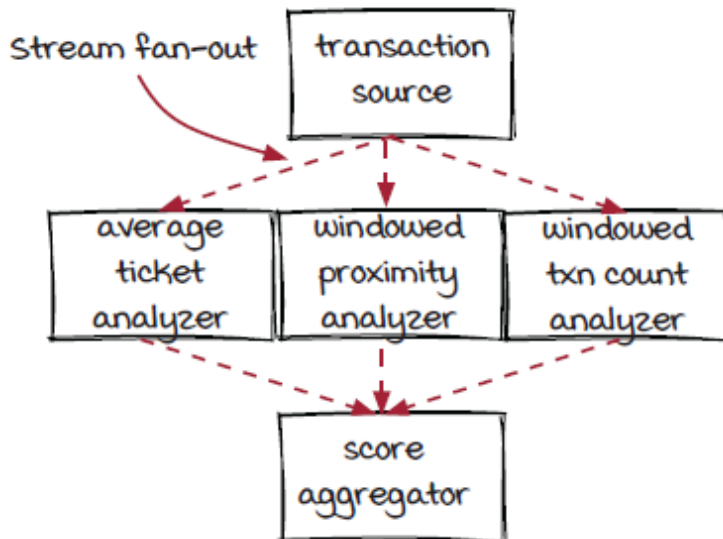 Stream fan-out
transaction
source
average
ticket
analyzer
windowed
proximity
analyzer
windowed
txn count
analyzer
score
aggregator